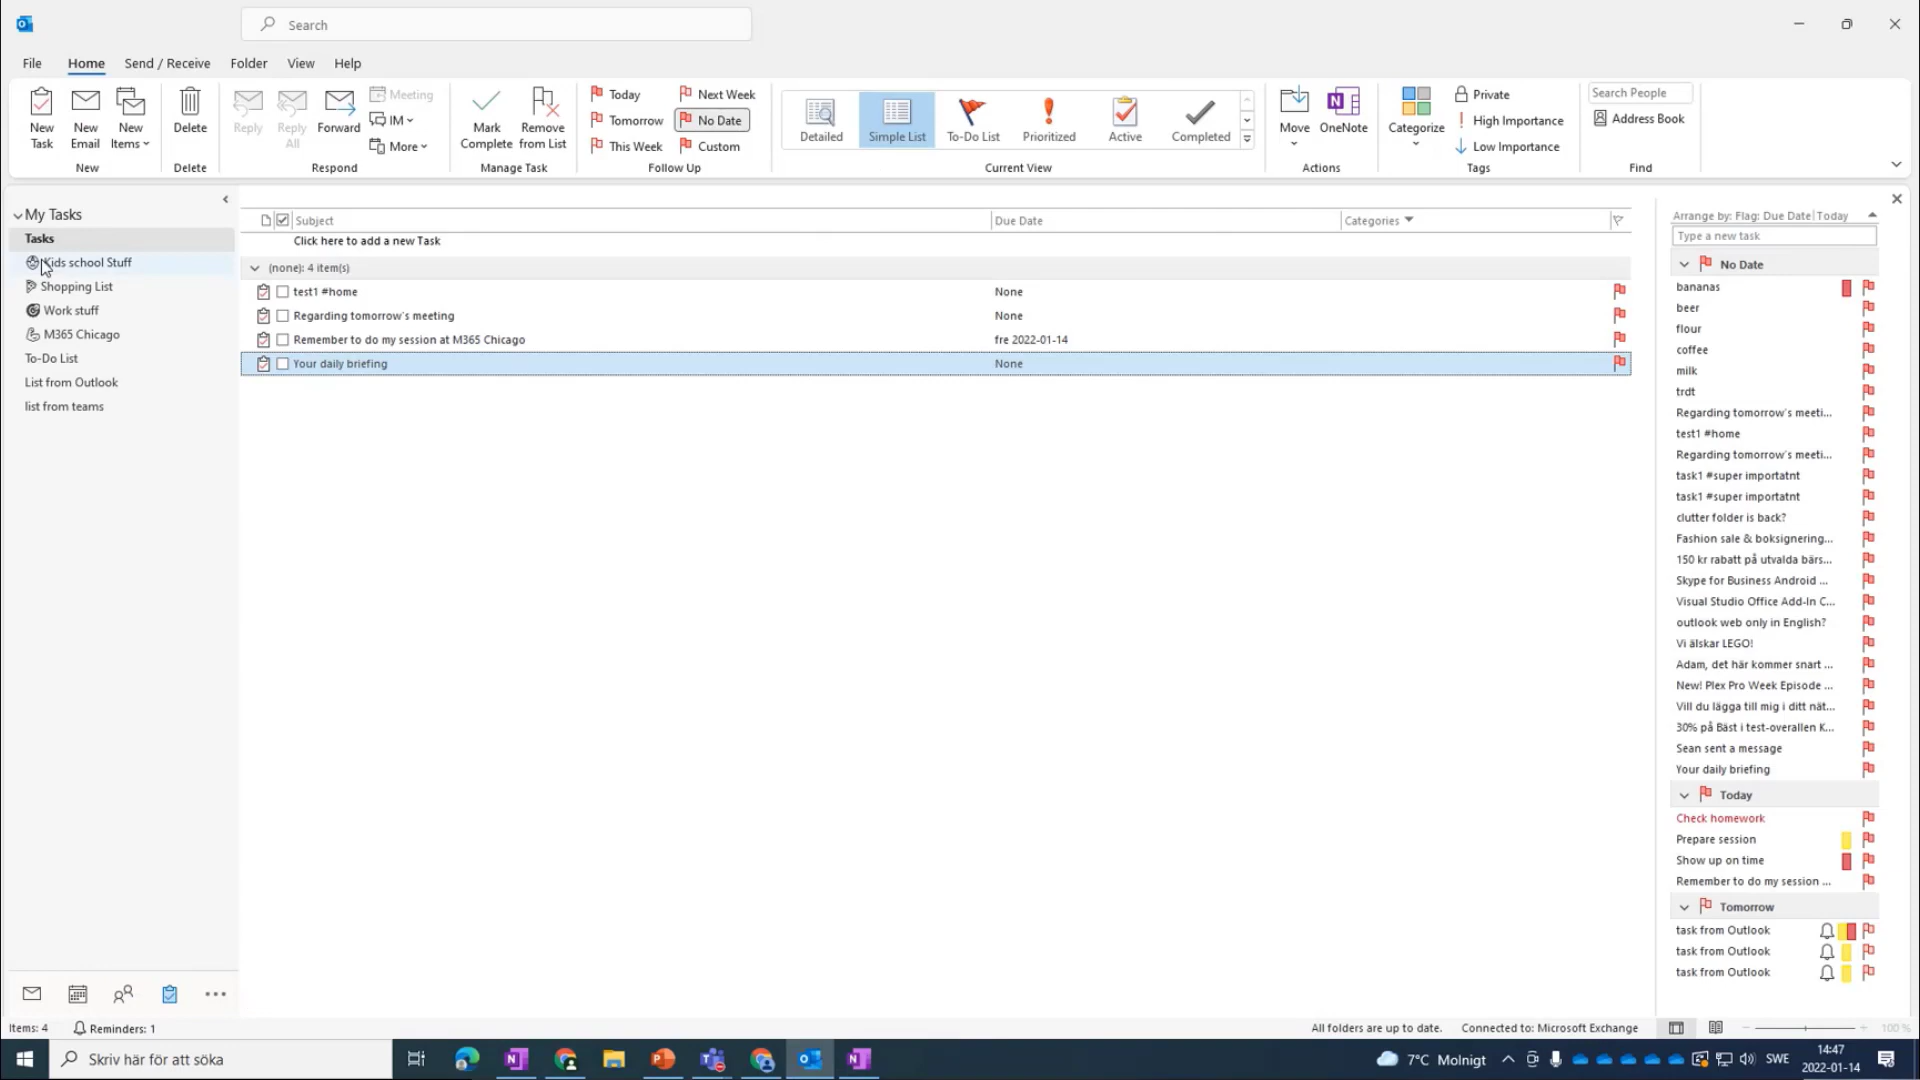 Search
File
Home
Send / Receive
Folder
View
Help
New Task
New Email
New Items
New
Delete
Delete
Reply
Reply All
Forward
Meeting
IM
More
Respond
Mark Complete
Remove from List
Manage Task
Today
Tomorrow
This Week
Next Week
No Date
Custom
Follow Up
Detailed
Simple List
To-Do List
Prioritized
Active
Completed
Current View
Move
OneNote
Actions
Categorize
Private
High Importance
Low Importance
Tags
Search People
Address Book
Find
My Tasks
Tasks
Kids school Stuff
Shopping List
Work stuff
M365 Chicago
To-Do List
List from Outlook
list from teams
Subject
Due Date
Categories
Click here to add a new Task
(none): 4 item(s)
test1 #home
None
Regarding tomorrow's meeting
None
Remember to do my session at M365 Chicago
fre 2022-01-14
Your daily briefing
None
Arrange by: Flag: Due Date
Today
Type a new task
No Date
bananas
beer
flour
coffee
milk
trdt
Regarding tomorrow's meeti...
test1 #home
Regarding tomorrow's meeti...
task1 #super importatnt
task1 #super importatnt
clutter folder is back?
Fashion sale & boksignering...
150 kr rabatt på utvalda bärs...
Skype for Business Android ...
Visual Studio Office Add-In C...
outlook web only in English?
Vi älskar LEGO!
Adam, det här kommer snart ...
New! Plex Pro Week Episode ...
Vill du lägga till mig i ditt nät...
30% på Bäst i test-overallen K...
Sean sent a message
Your daily briefing
Today
Check homework
Prepare session
Show up on time
Remember to do my session ...
Tomorrow
task from Outlook
task from Outlook
task from Outlook
Items: 4
Reminders: 1
All folders are up to date.
Connected to: Microsoft Exchange
100 %
Skriv här för att söka
7°C Molnigt
SWE
14:47
2022-01-14